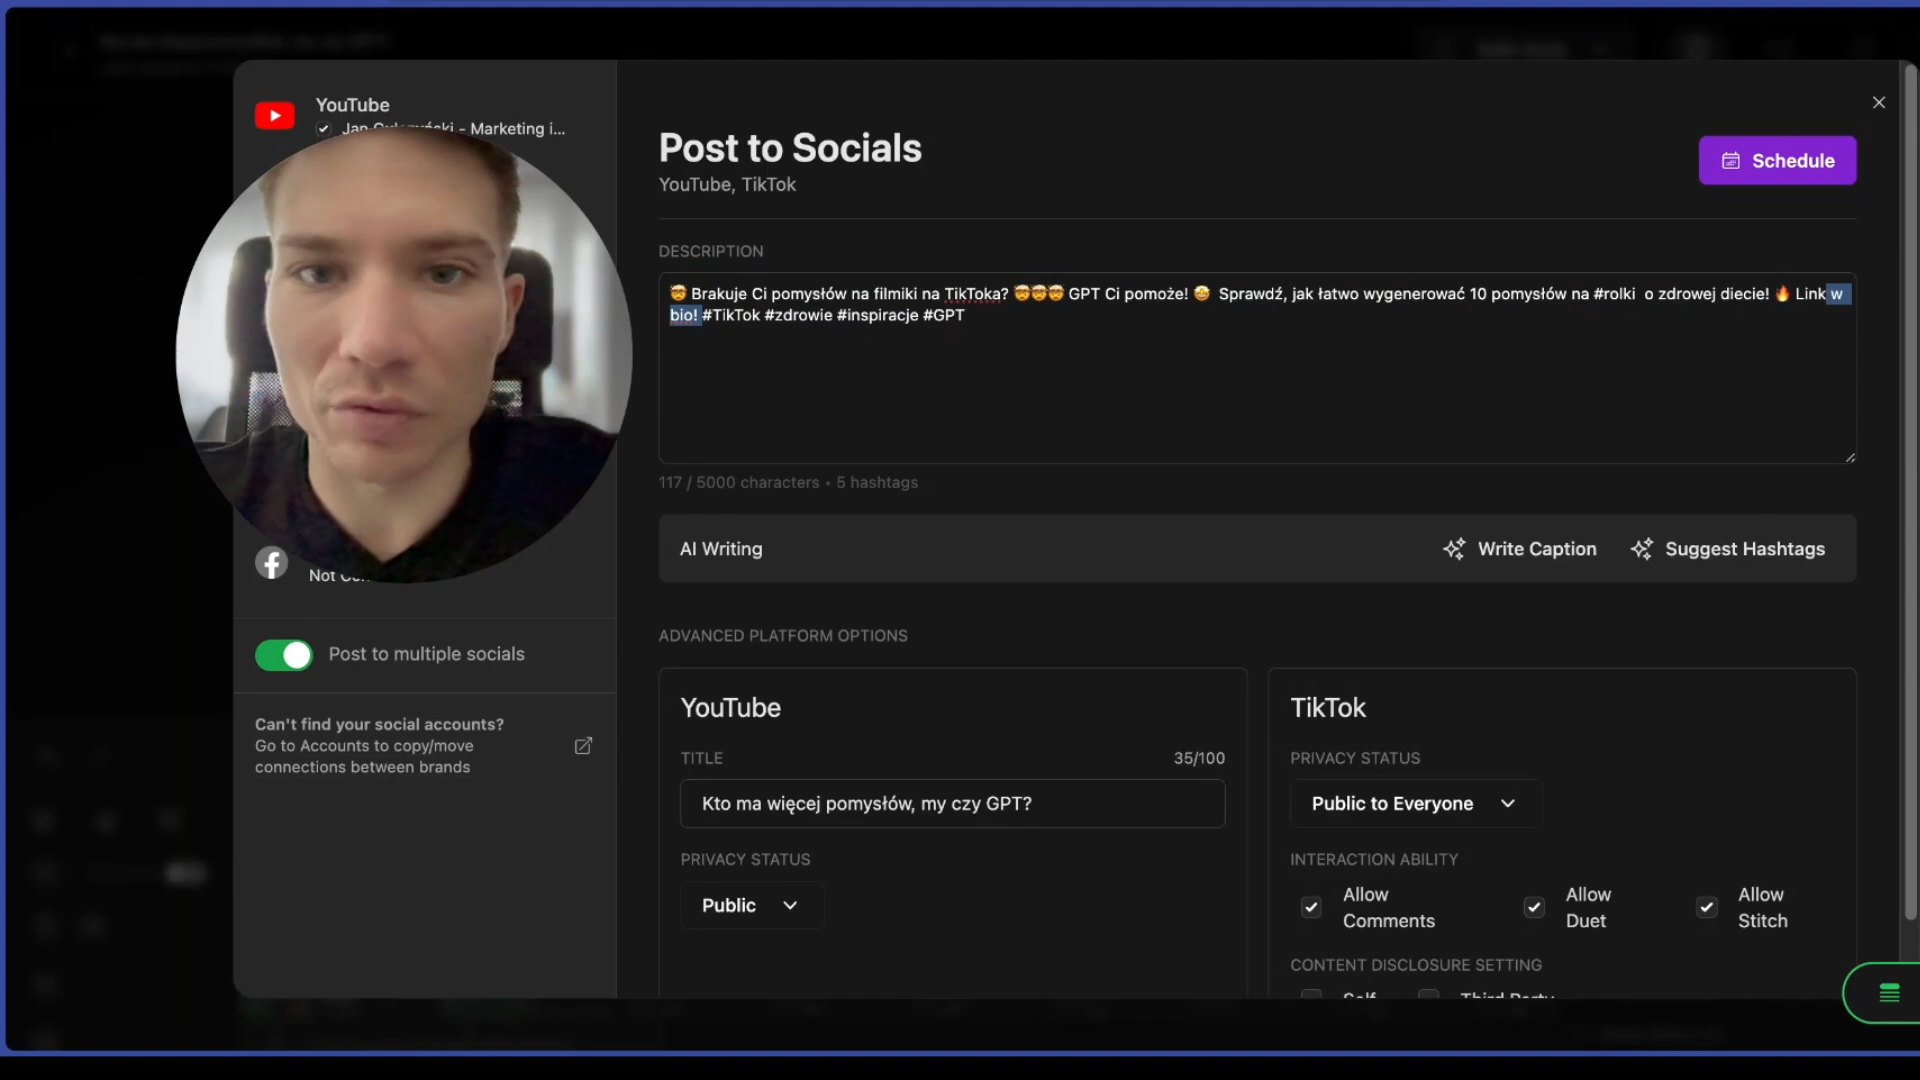 YouTube
Jan - Marketing i...
Not
Post to multiple socials
Can't find your social accounts?
Go to Accounts to copy/move
connections between brands
Post to Socials
YouTube, TikTok
Schedule
DESCRIPTION
🤯 Brakuje Ci pomysłów na filmiki na TikToka? 🤯🤯🤯 GPT Ci pomoże! 🤩 Sprawdź, jak łatwo wygenerować 10 pomysłów na #rolki o zdrowej diecie! 🔥 Link w
bio! #TikTok #zdrowie #inspiracje #GPT
117 / 5000 characters • 5 hashtags
AI Writing
Write Caption
Suggest Hashtags
ADVANCED PLATFORM OPTIONS
YouTube
TITLE
35/100
Kto ma więcej pomysłów, my czy GPT?
PRIVACY STATUS
Public
TikTok
PRIVACY STATUS
Public to Everyone
INTERACTION ABILITY
Allow
Comments
Allow
Duet
Allow
Stitch
CONTENT DISCLOSURE SETTING
Self
Third Party